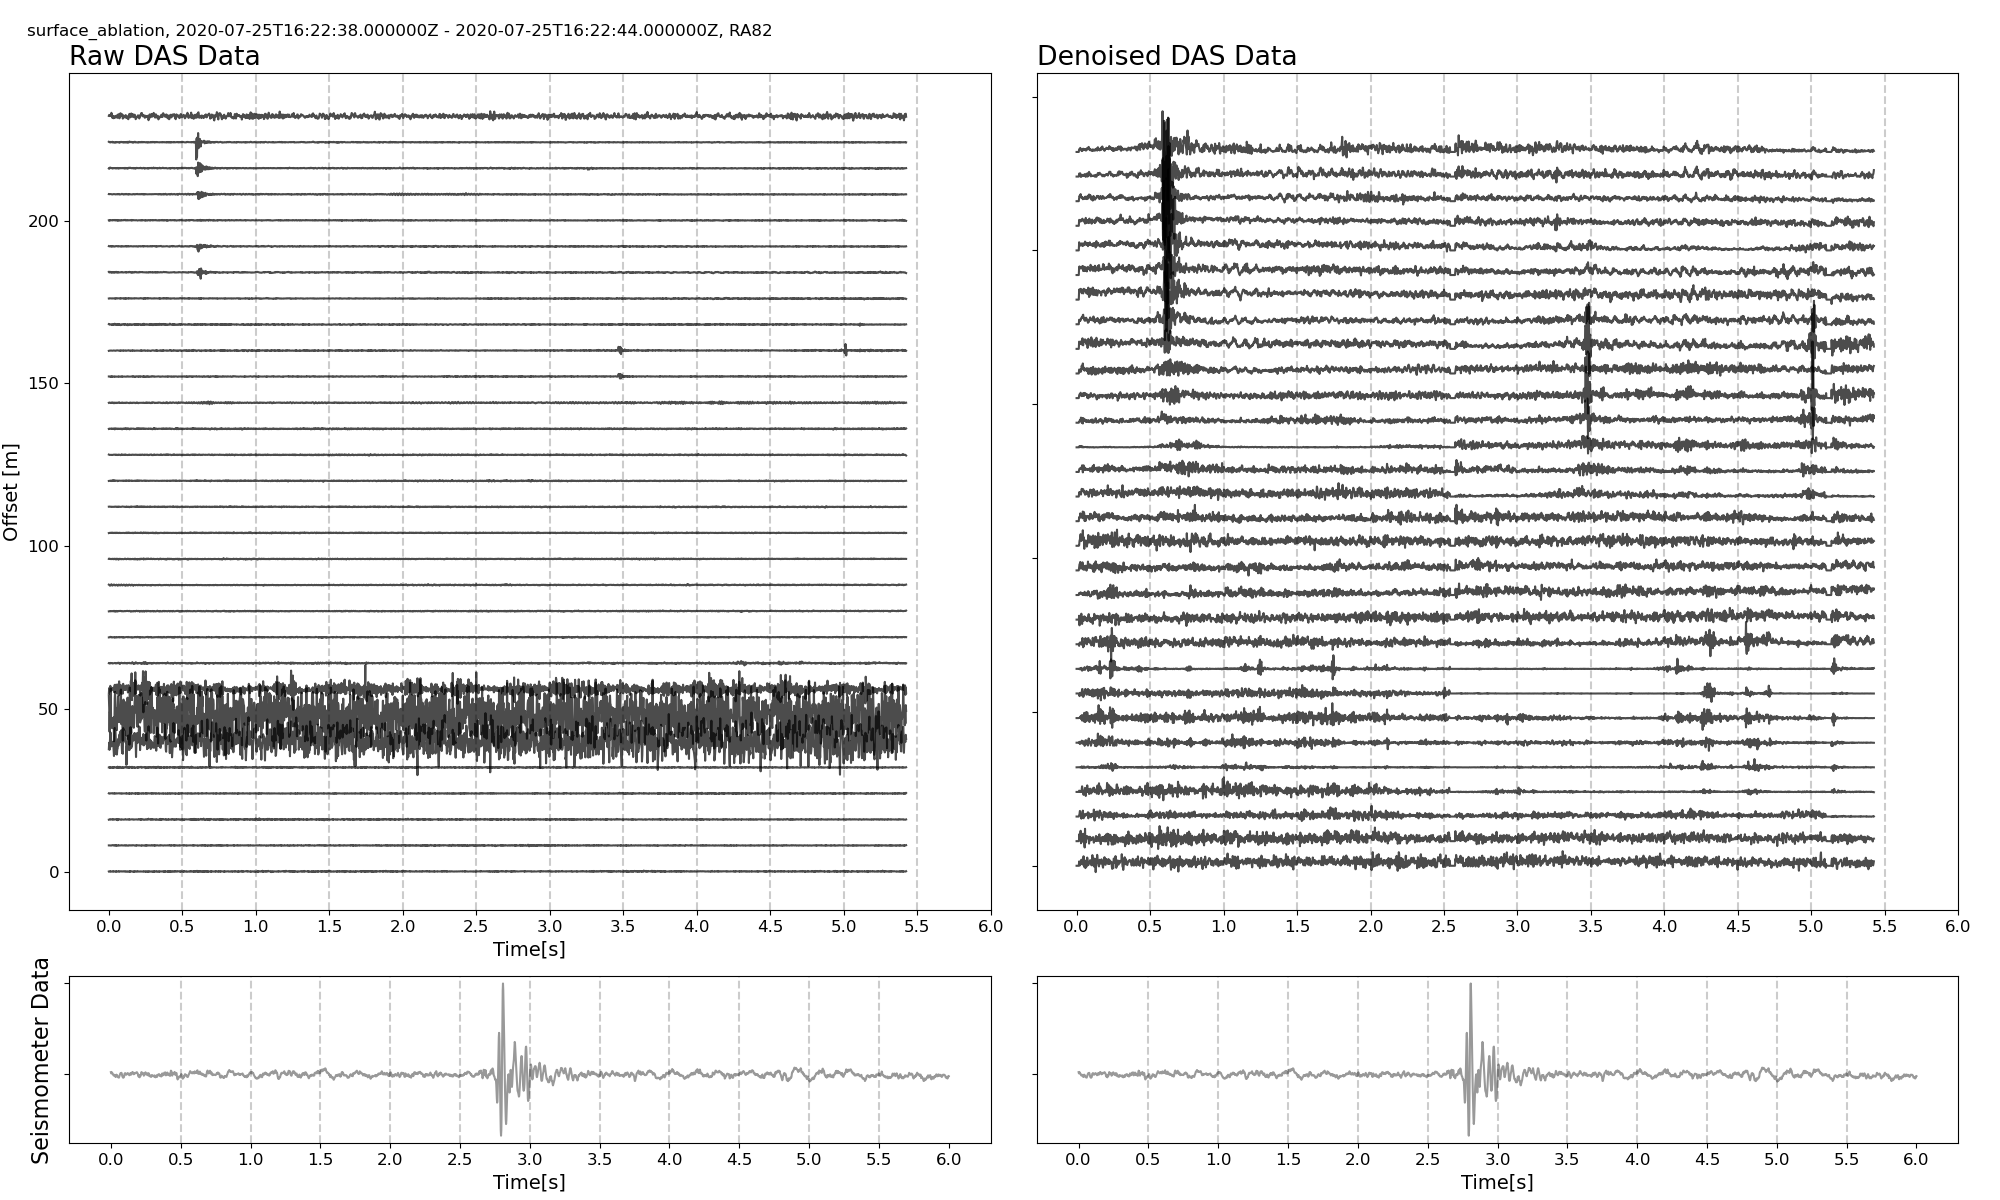 surface_ablation, 2020-07-25T16:22:38.000000Z - 2020-07-25T16:22:44.000000Z, RA82
Raw DAS Data
Denoised DAS Data
Offset [m]
200
150
100
50
0
0.0 0.5 1.0 1.5 2.0 2.5 3.0 3.5 4.0 4.5 5.0 5.5 6.0
Time[s]
0.0 0.5 1.0 1.5 2.0 2.5 3.0 3.5 4.0 4.5 5.0 5.5 6.0
Seismometer Data
0.0 0.5 1.0 1.5 2.0 2.5 3.0 3.5 4.0 4.5 5.0 5.5 6.0
Time[s]
0.0 0.5 1.0 1.5 2.0 2.5 3.0 3.5 4.0 4.5 5.0 5.5 6.0
Time[s]